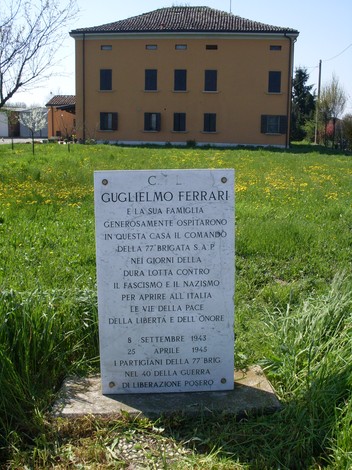 C L
GUGLIELMO FERRARI
E LA SUA FAMIGLIA
GENEROSAMENTE OSPITARONO
IN QUESTA CASA IL COMANDO
DELLA 77ª BRIGATA S.A.P.
NEI GIORNI DELLA
DURA LOTTA CONTRO
IL FASCISMO E IL NAZISMO
PER APRIRE ALL ITALIA
LE VIE DELLA PACE
DELLA LIBERTÀ E DELL'ONORE
8 SETTEMBRE 1943
25 APRILE 1945
I PARTIGIANI DELLA 77ª BRIG.
NEL 40 DELLA GUERRA
DI LIBERAZIONE POSERO